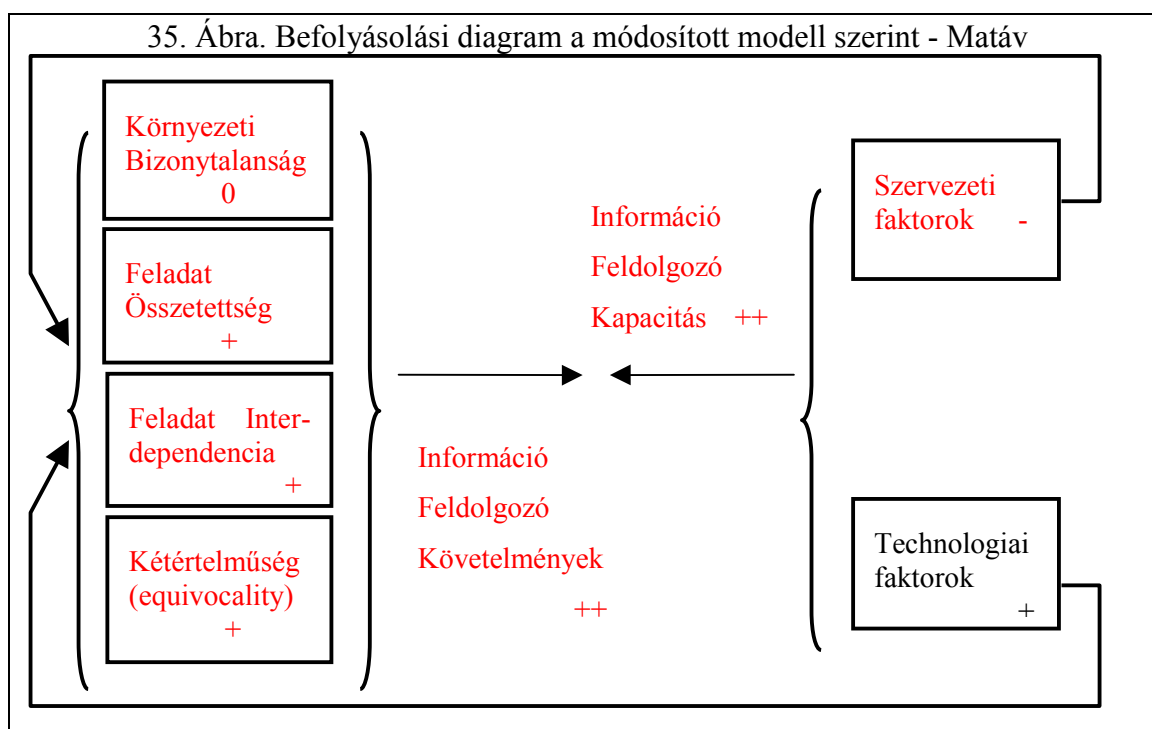 35. Ábra. Befolyásolási diagram a módosított modell szerint - Matáv
Környezeti
Bizonytalanság
0
Feladat
Összetettség
+
Feladat Inter-
dependencia
+
Kétértelműség
(equivocality)
+
Információ
Feldolgozó
Kapacitás ++
Információ
Feldolgozó
Követelmények
++
Szervezeti
faktorok -
Technologiai
faktorok
+